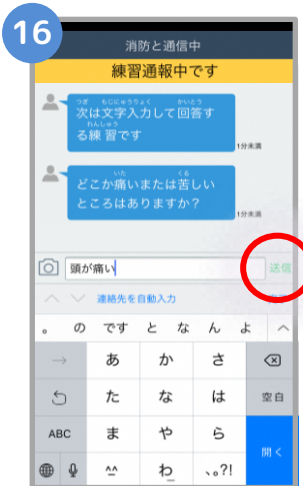 16
消防と通信中
練習通報中です
つぎ もじにゅうりょく かいとう
次は文字入力して回答す
れんしゅう
る練習です
1分未満
いた くる
どこか痛いまたは苦しい
ところはありますか？
1分未満
頭が痛い 送信
連絡先を自動入力
。 の です と な ん よ
→ あ か さ
た な は 空白
ABC ま や ら
^^ わ 、。?! 開く